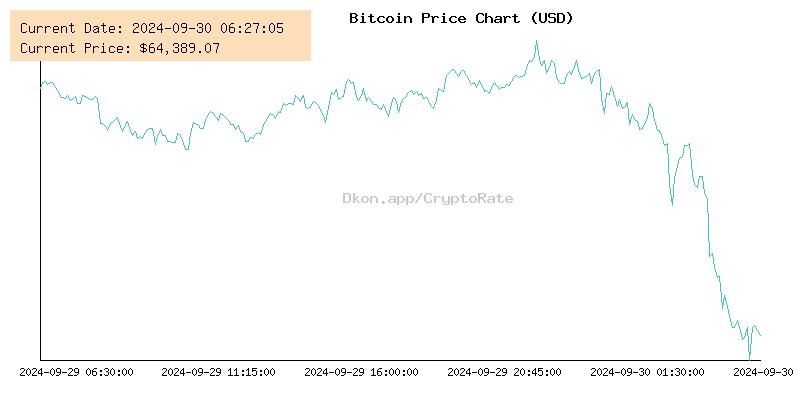 Bitcoin Price Chart (USD)
Current Date: 2024-09-30 06:27:05
Current Price: $64,389.07
Dkon.app/CryptoRate
2024-09-29 06:30:00 2024-09-29 11:15:00 2024-09-29 16:00:00 2024-09-29 20:45:00 2024-09-30 01:30:00 2024-09-30